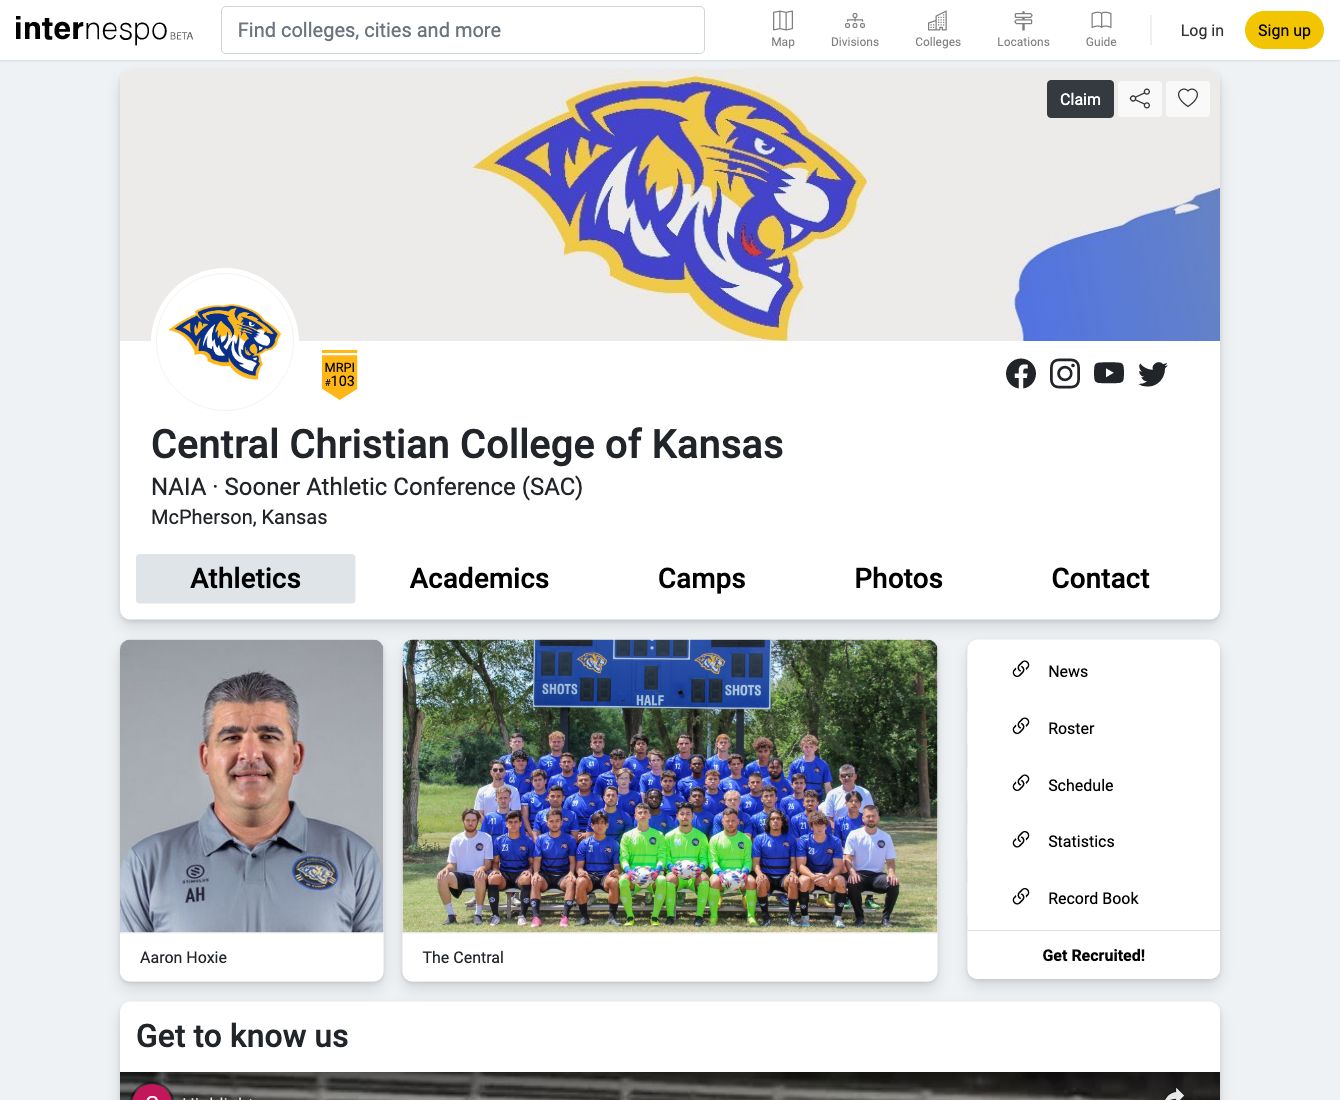 internespo BETA
Find colleges, cities and more
Map
Divisions
Colleges
Locations
Guide
Log in
Sign up
Claim
MRPI
#103
Central Christian College of Kansas
NAIA · Sooner Athletic Conference (SAC)
McPherson, Kansas
Athletics
Academics
Camps
Photos
Contact
AH
Aaron Hoxie
SHOTS
HALF
SHOTS
The Central
News
Roster
Schedule
Statistics
Record Book
Get Recruited!
Get to know us